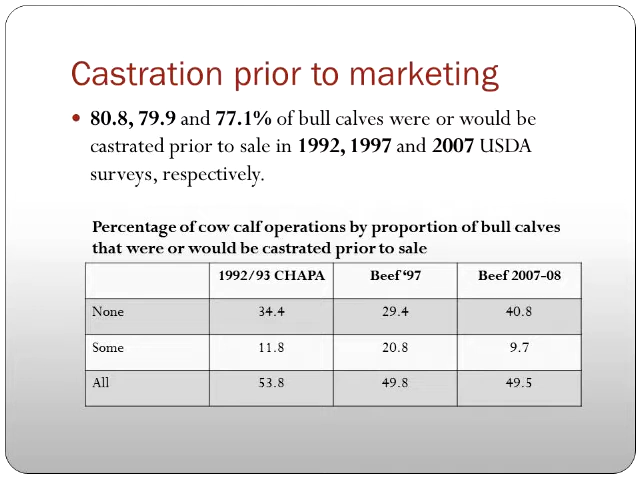 Castration prior to marketing
• 80.8, 79.9 and 77.1% of bull calves were or would be
castrated prior to sale in 1992, 1997 and 2007 USDA
surveys, respectively.
Percentage of cow calf operations by proportion of bull calves
that were or would be castrated prior to sale
1992/93 CHAPA Beef '97 Beef 2007-08
None 34.4 29.4 40.8
Some 11.8 20.8 9.7
All 53.8 49.8 49.5